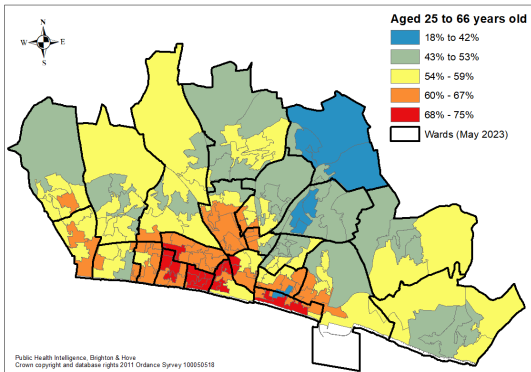 Aged 25 to 66 years old
18% to 42%
43% to 53%
54% - 59%
60% - 67%
68% - 75%
Wards (May 2023)
N
W E
S
Public Health Intelligence, Brighton & Hove
Crown copyright and database rights 2011 Ordance Syrvey 100050518